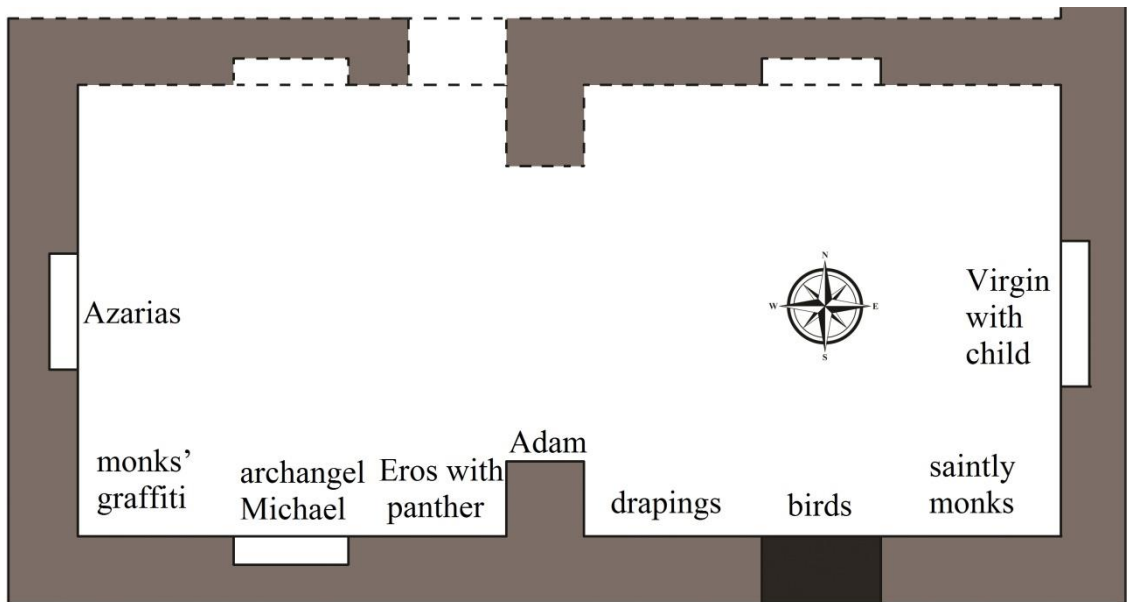 N
W
E
S
Azarias
Virgin
with
child
monks’
graffiti
archangel
Michael
Eros with
panther
Adam
drapings
birds
saintly
monks